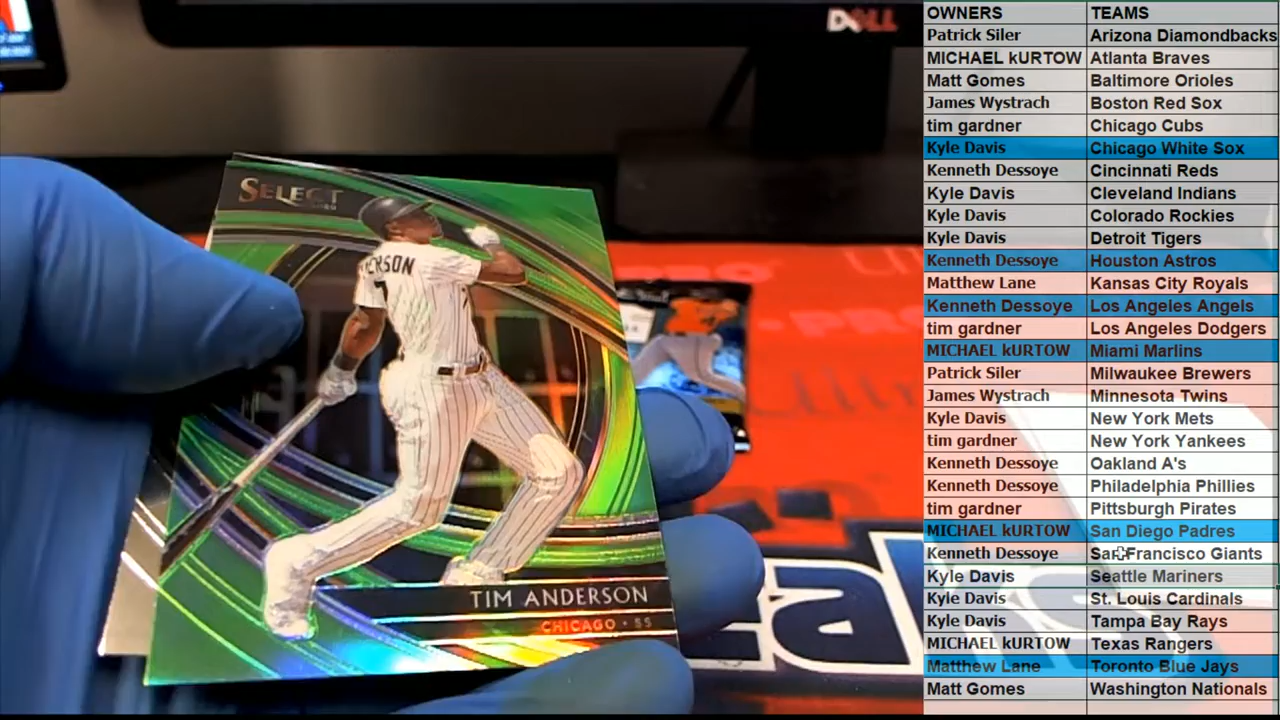 DELL
SELECT
TIM ANDERSON
CHICAGO • SS
OWNERS TEAMS
Patrick Siler Arizona Diamondbacks
MICHAEL kURTOW Atlanta Braves
Matt Gomes Baltimore Orioles
James Wystrach Boston Red Sox
tim gardner Chicago Cubs
Kyle Davis Chicago White Sox
Kenneth Dessoye Cincinnati Reds
Kyle Davis Cleveland Indians
Kyle Davis Colorado Rockies
Kyle Davis Detroit Tigers
Kenneth Dessoye Houston Astros
Matthew Lane Kansas City Royals
Kenneth Dessoye Los Angeles Angels
tim gardner Los Angeles Dodgers
MICHAEL kURTOW Miami Marlins
Patrick Siler Milwaukee Brewers
James Wystrach Minnesota Twins
Kyle Davis New York Mets
tim gardner New York Yankees
Kenneth Dessoye Oakland A's
Kenneth Dessoye Philadelphia Phillies
tim gardner Pittsburgh Pirates
MICHAEL kURTOW San Diego Padres
Kenneth Dessoye San Francisco Giants
Kyle Davis Seattle Mariners
Kyle Davis St. Louis Cardinals
Kyle Davis Tampa Bay Rays
MICHAEL kURTOW Texas Rangers
Matthew Lane Toronto Blue Jays
Matt Gomes Washington Nationals